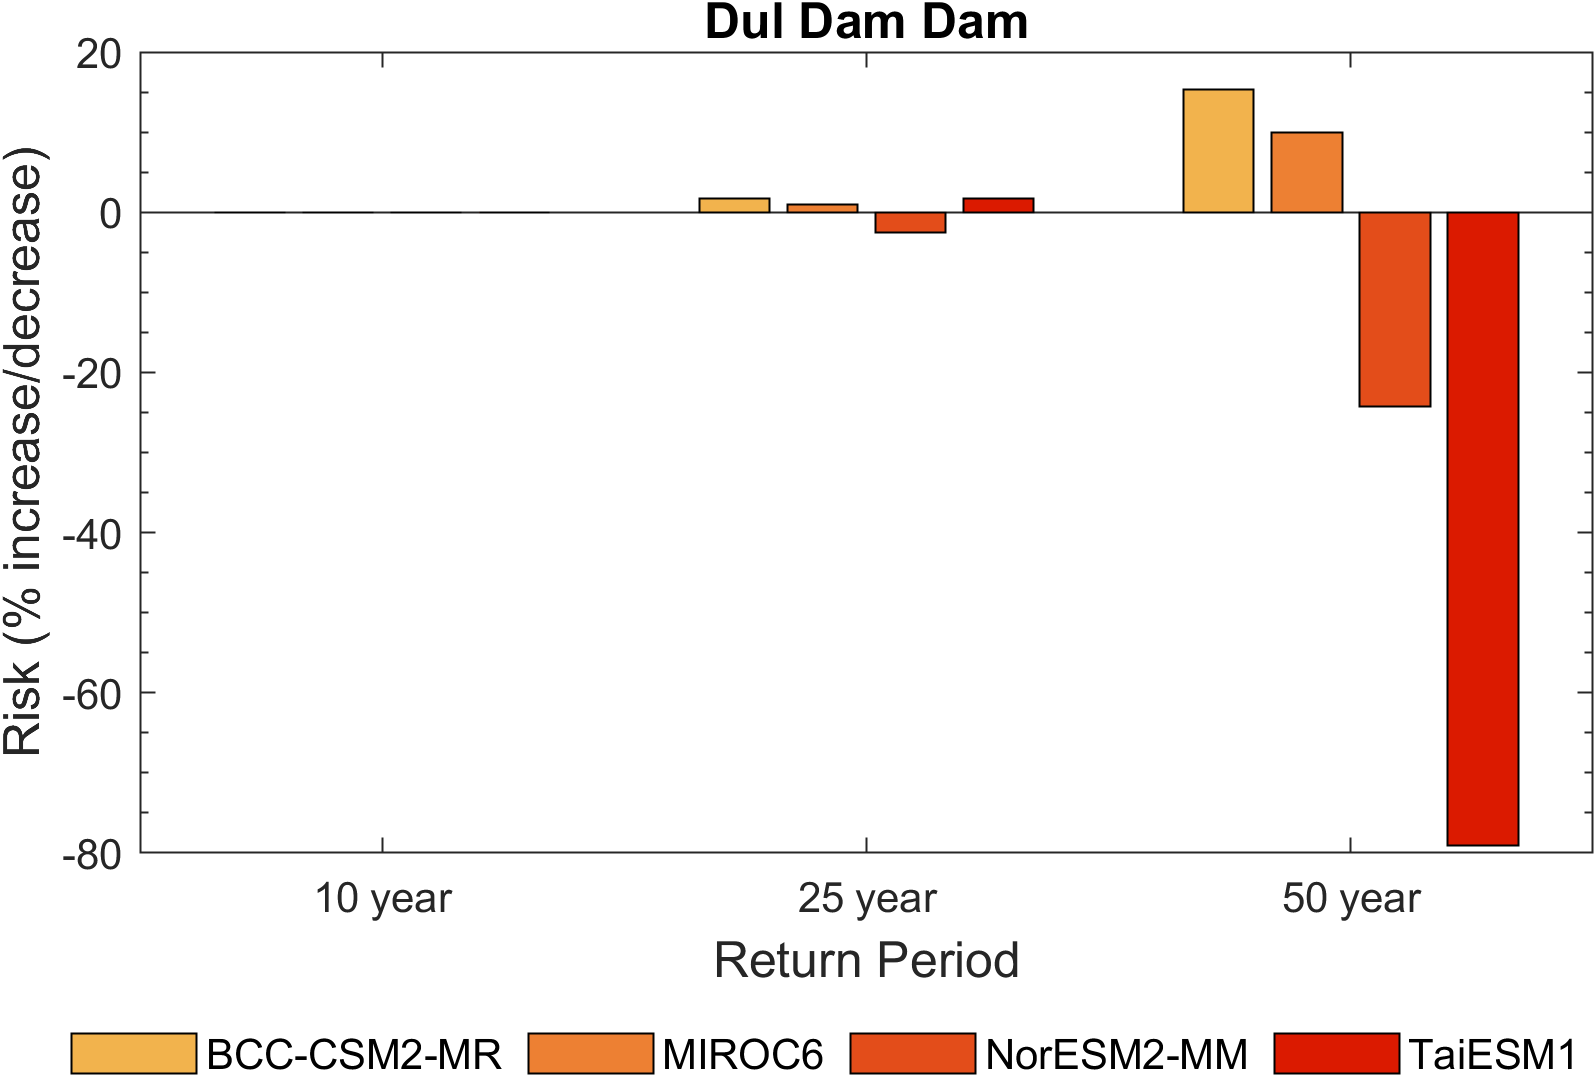 Dul Dam Dam
20
0
-20
-40
-60
-80
Risk (% increase/decrease)
10 year 25 year 50 year
Return Period
BCC-CSM2-MR MIROC6 NorESM2-MM TaiESM1